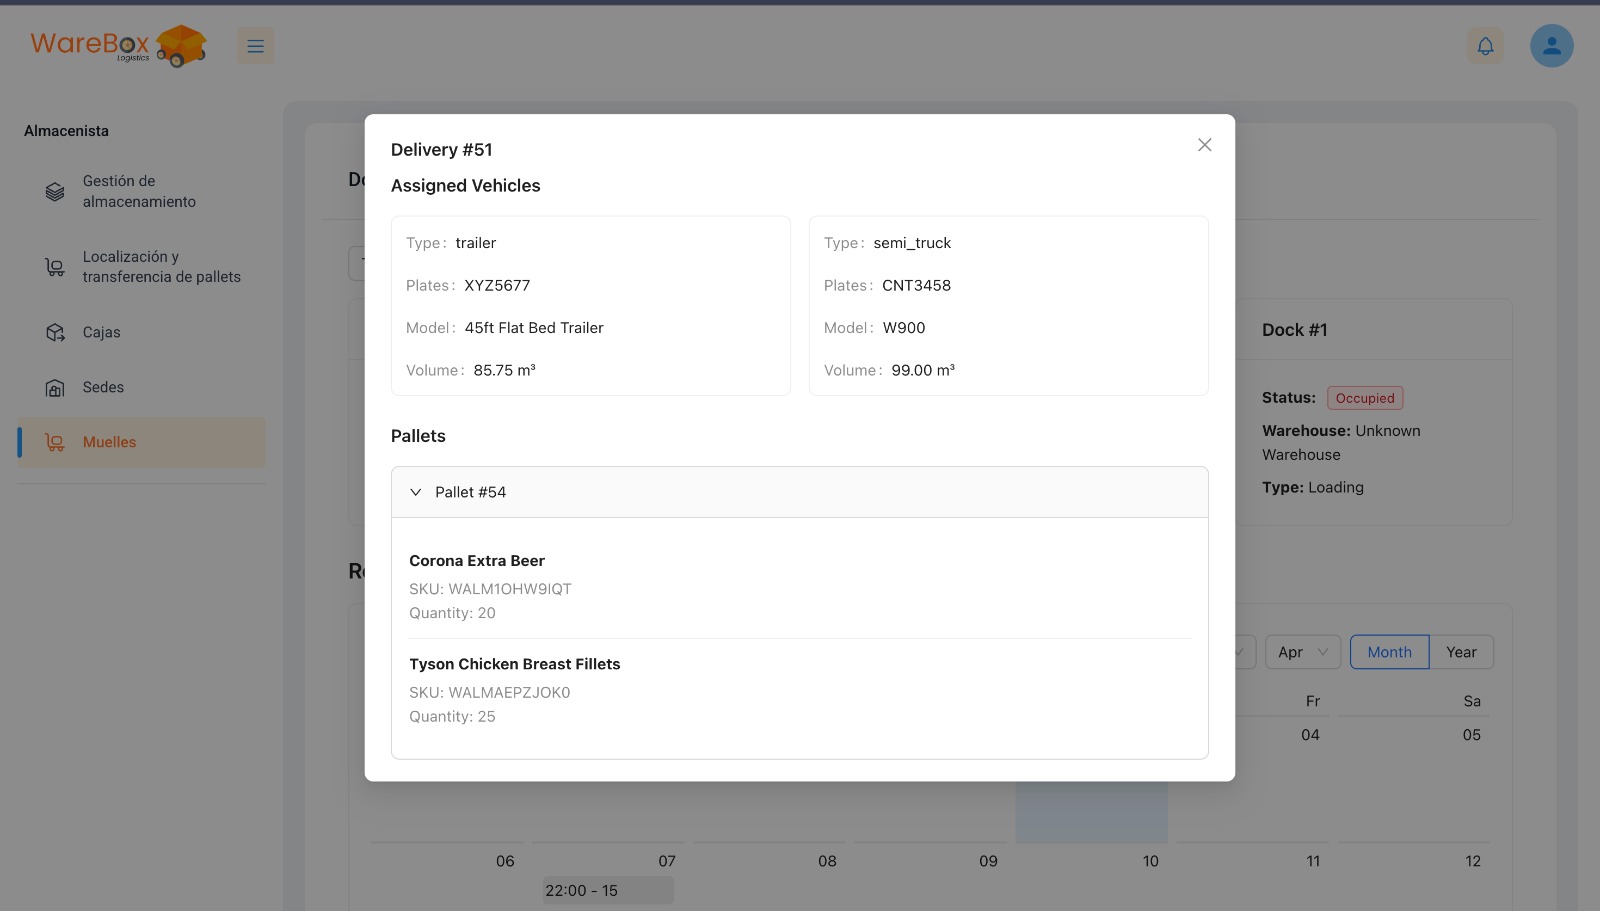 WareBox
Logistics
Almacenista
Gestión de
almacenamiento
Localización y
transferencia de pallets
Cajas
Sedes
Muelles
Delivery #51
Assigned Vehicles
Type: trailer
Plates: XYZ5677
Model: 45ft Flat Bed Trailer
Volume: 85.75 m³
Type: semi_truck
Plates: CNT3458
Model: W900
Volume: 99.00 m³
Pallets
Pallet #54
Corona Extra Beer
SKU: WALM1OHW9IQT
Quantity: 20
Tyson Chicken Breast Fillets
SKU: WALMAEPZJOK0
Quantity: 25
Dock #1
Status: Occupied
Warehouse: Unknown
Warehouse
Type: Loading
Apr
Month
Year
Fr
Sa
04
05
06
07
08
09
10
11
12
22:00 - 15